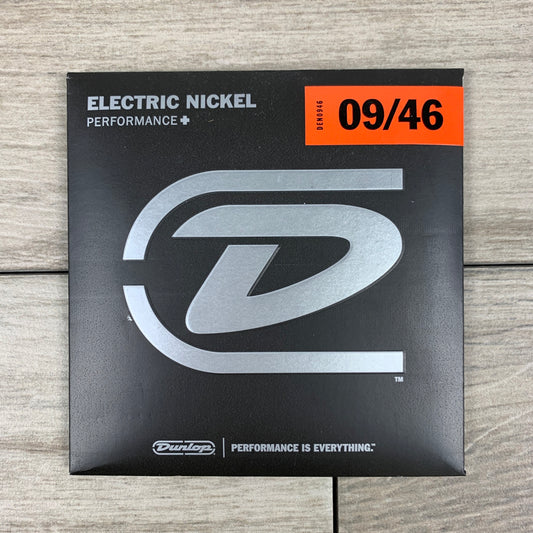 ELECTRIC NICKEL
PERFORMANCE+
DEN0946
09/46
D
TM
Dunlop
PERFORMANCE IS EVERYTHING.™